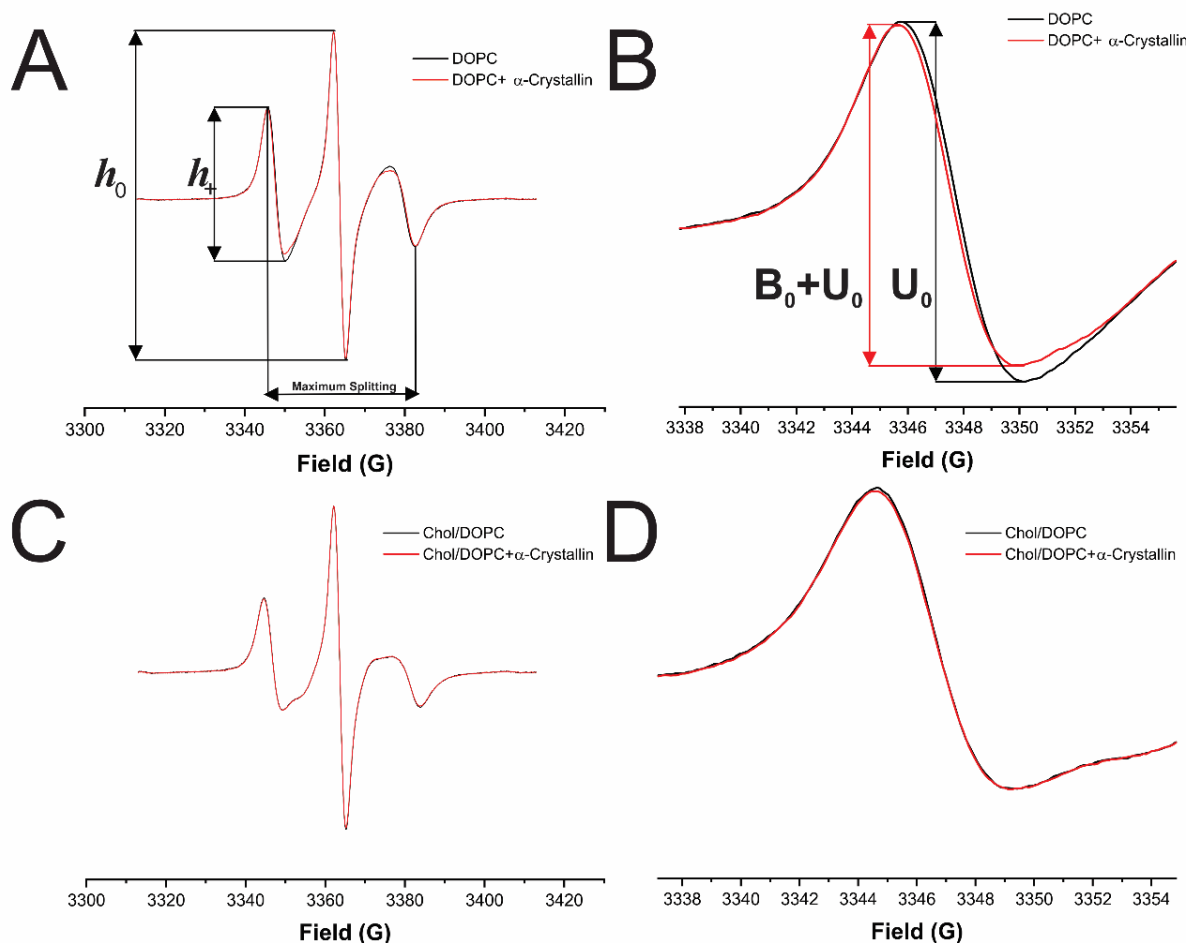 A
DOPC
DOPC+ α-Crystallin
h0
h+
Maximum Splitting
3300 3320 3340 3360 3380 3400 3420
Field (G)
B
DOPC
DOPC+ α-Crystallin
B0+U0
U0
3338 3340 3342 3344 3346 3348 3350 3352 3354
Field (G)
C
Chol/DOPC
Chol/DOPC+α-Crystallin
3300 3320 3340 3360 3380 3400 3420
Field (G)
D
Chol/DOPC
Chol/DOPC+α-Crystallin
3338 3340 3342 3344 3346 3348 3350 3352 3354
Field (G)